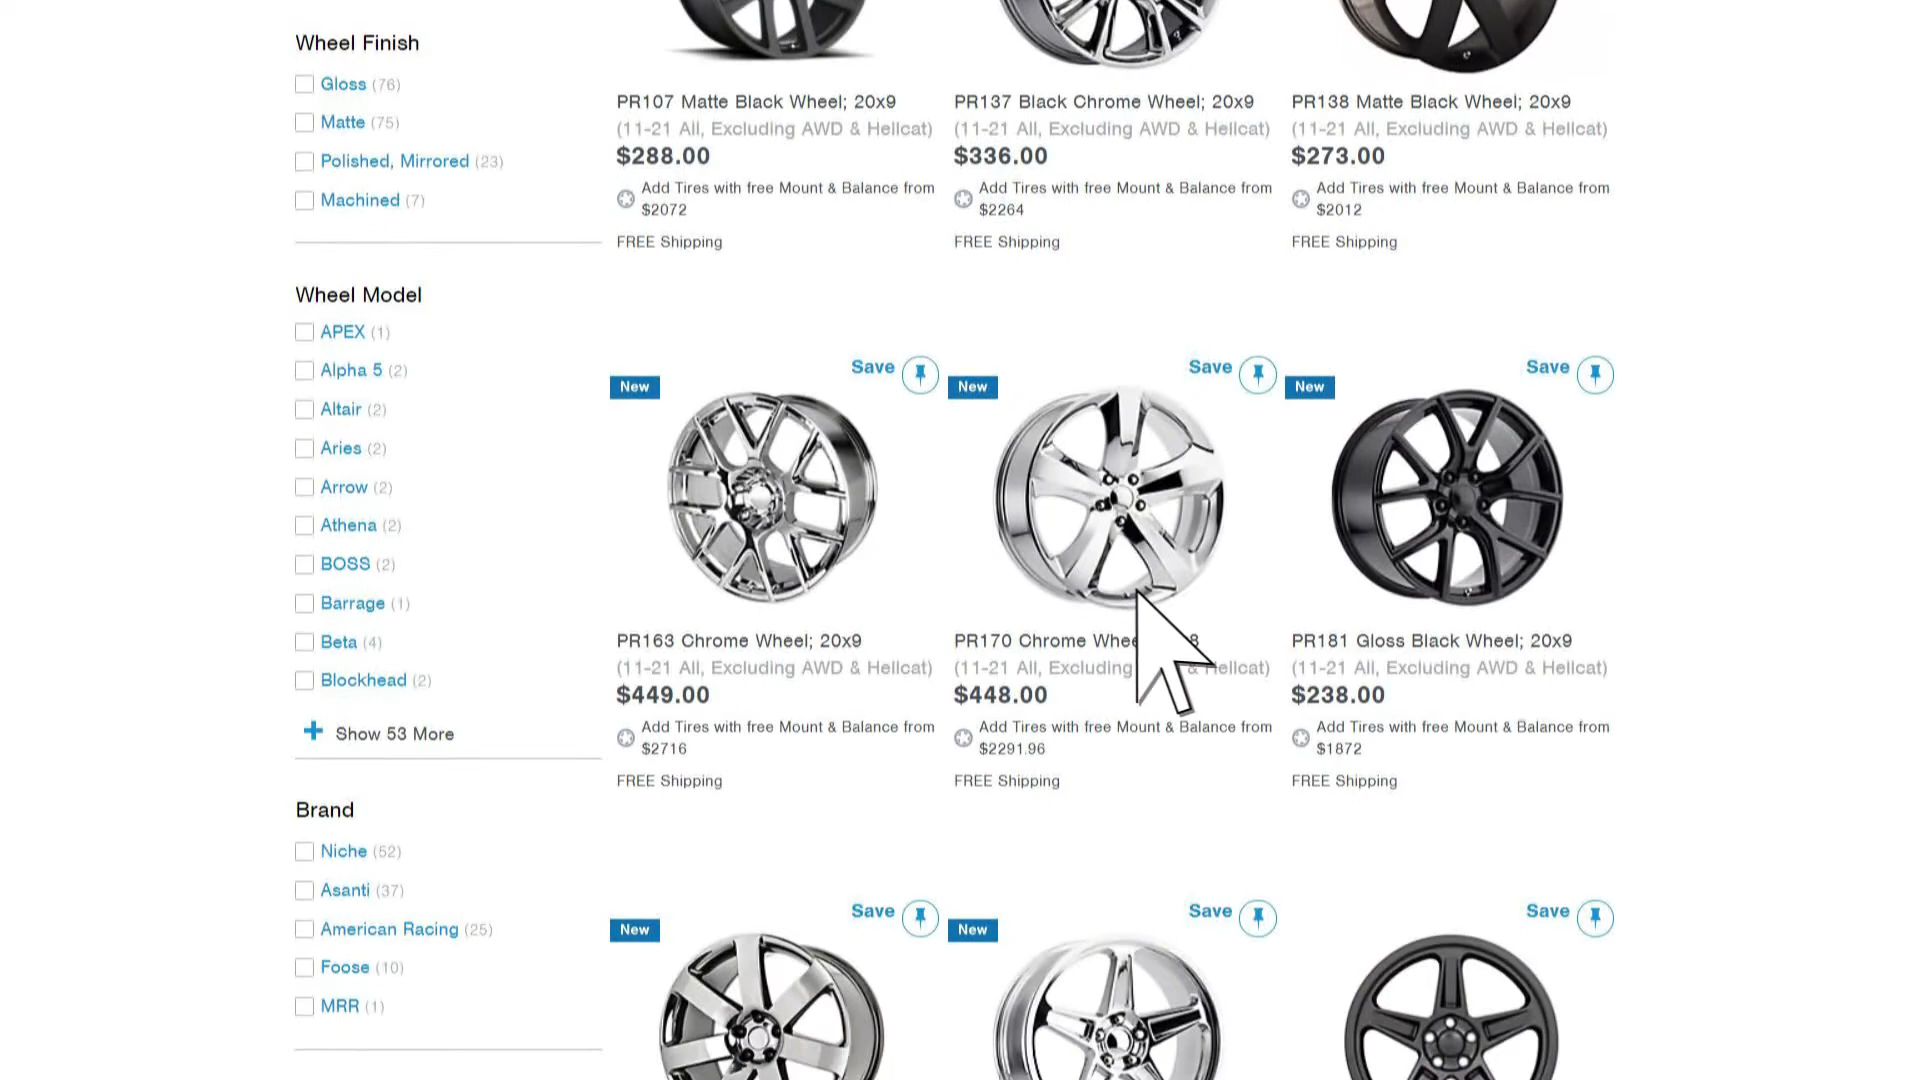 Wheel Finish
Gloss (76)
Matte (75)
Polished, Mirrored (23)
Machined (7)
Wheel Model
APEX (1)
Alpha 5 (2)
Altair (2)
Aries (2)
Arrow (2)
Athena (2)
BOSS (2)
Barrage (1)
Beta (4)
Blockhead (2)
Show 53 More
Brand
Niche (52)
Asanti (37)
American Racing (25)
Foose (10)
MRR (1)
PR107 Matte Black Wheel; 20x9
(11-21 All, Excluding AWD & Hellcat)
$288.00
Add Tires with free Mount & Balance from
$2072
FREE Shipping
PR137 Black Chrome Wheel; 20x9
(11-21 All, Excluding AWD & Hellcat)
$336.00
Add Tires with free Mount & Balance from
$2264
FREE Shipping
PR138 Matte Black Wheel; 20x9
(11-21 All, Excluding AWD & Hellcat)
$273.00
Add Tires with free Mount & Balance from
$2012
FREE Shipping
Save
New
PR163 Chrome Wheel; 20x9
(11-21 All, Excluding AWD & Hellcat)
$449.00
Add Tires with free Mount & Balance from
$2716
FREE Shipping
Save
New
PR170 Chrome
(11-21 All, Excluding & Hellcat)
$448.00
Add Tires with free Mount & Balance from
$2291.96
FREE Shipping
Save
New
PR181 Gloss Black Wheel; 20x9
(11-21 All, Excluding AWD & Hellcat)
$238.00
Add Tires with free Mount & Balance from
$1872
FREE Shipping
Save
New
Save
New
Save